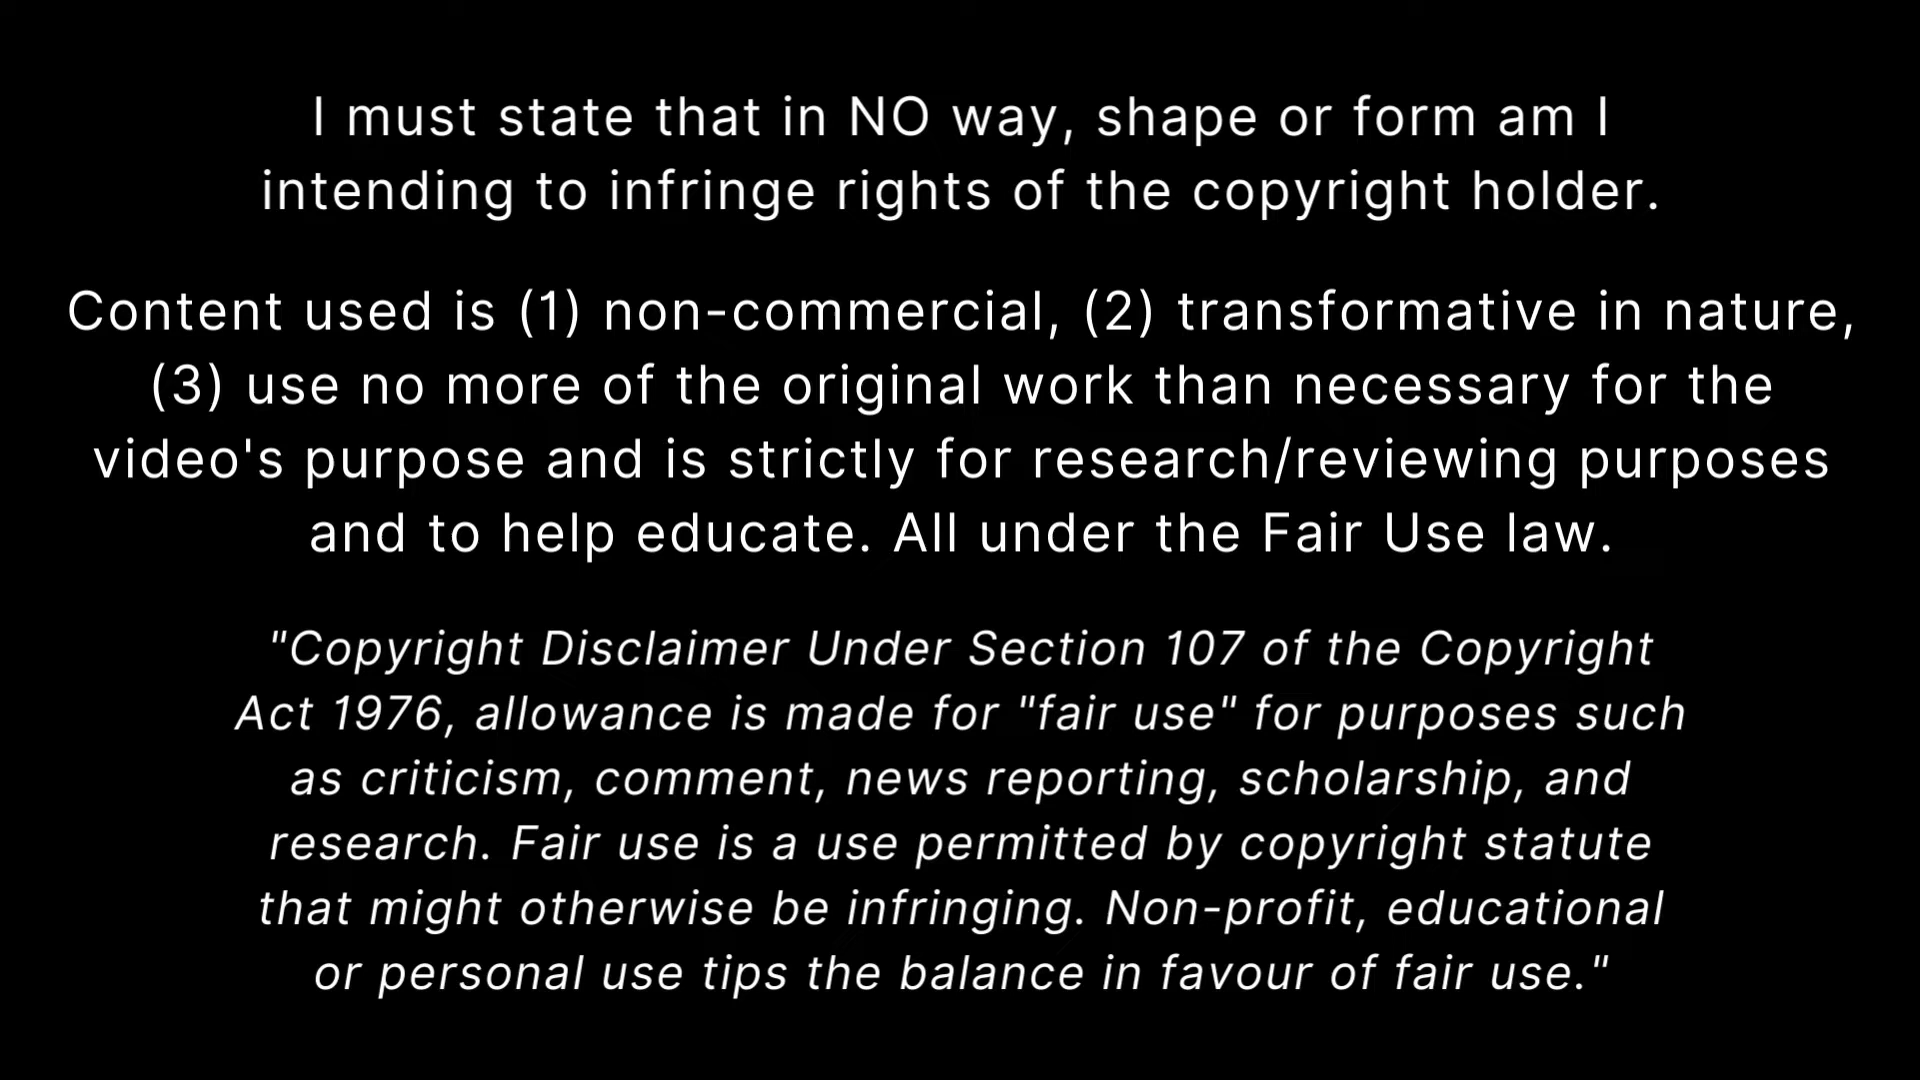 I must state that in NO way, shape or form am I
intending to infringe rights of the copyright holder.
Content used is (1) non-commercial, (2) transformative in nature,
(3) use no more of the original work than necessary for the
video's purpose and is strictly for research/reviewing purposes
and to help educate. All under the Fair Use law.
"Copyright Disclaimer Under Section 107 of the Copyright
Act 1976, allowance is made for "fair use" for purposes such
as criticism, comment, news reporting, scholarship, and
research. Fair use is a use permitted by copyright statute
that might otherwise be infringing. Non-profit, educational
or personal use tips the balance in favour of fair use."